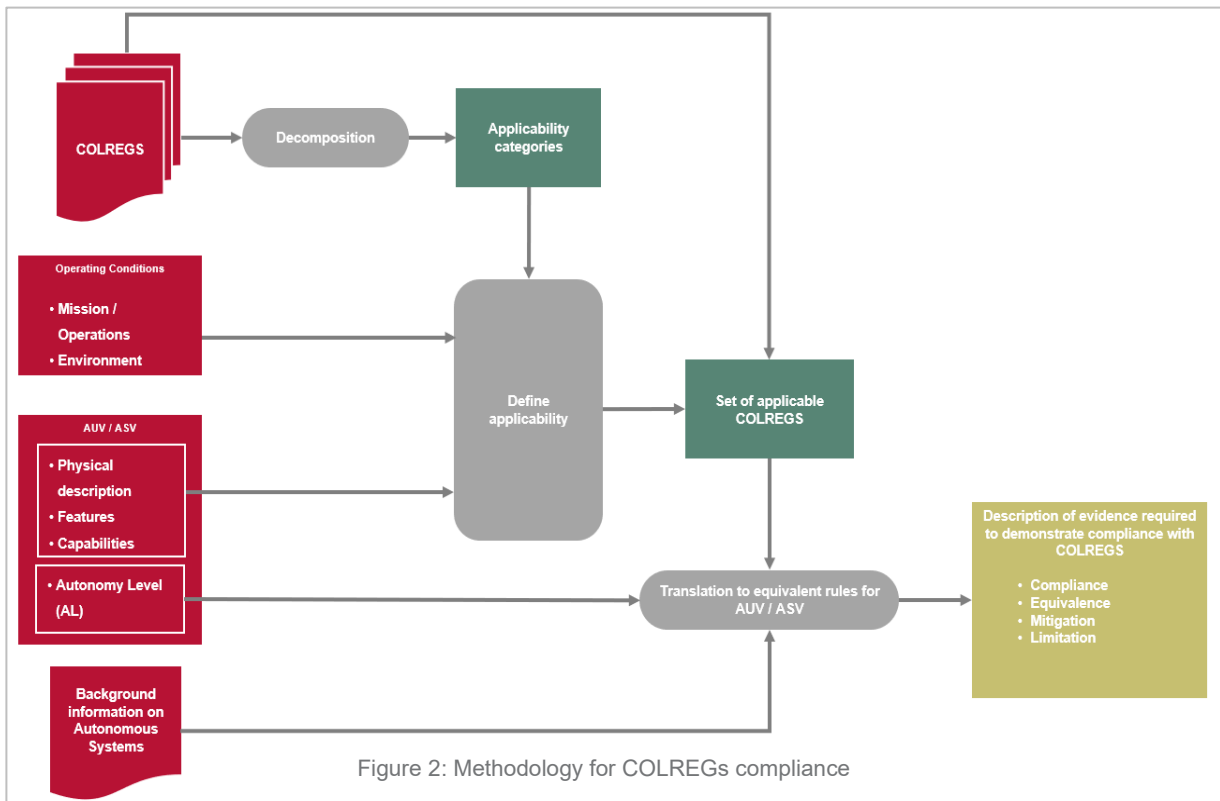 COLREGS
Decomposition
Applicability
categories
Operating Conditions
• Mission /
Operations
• Environment
Define
applicability
Set of applicable
COLREGS
AUV / ASV
• Physical
description
• Features
• Capabilities
• Autonomy Level
(AL)
Translation to equivalent rules for
AUV / ASV
Description of evidence required
to demonstrate compliance with
COLREGS
• Compliance
• Equivalence
• Mitigation
• Limitation
Background
information on
Autonomous
Systems
Figure 2: Methodology for COLREGs compliance